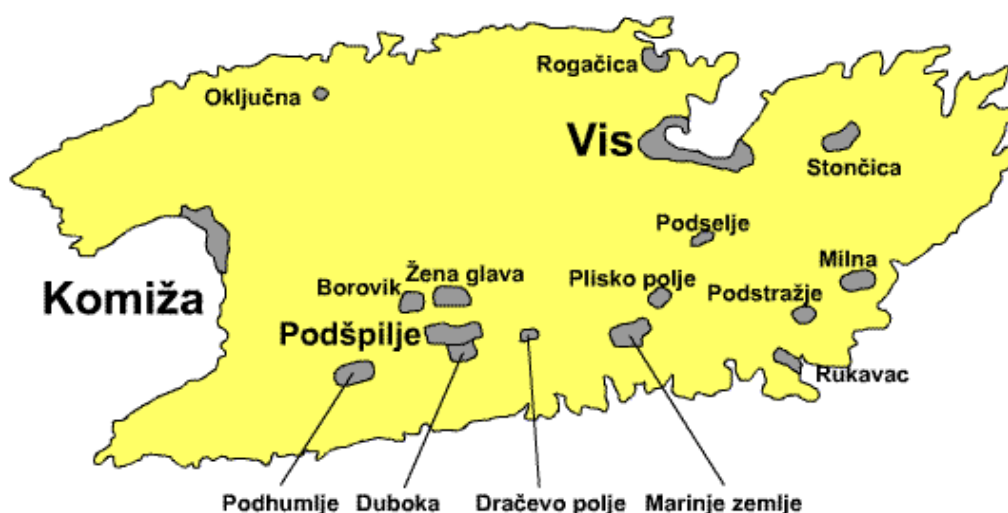 Rogačica
Oključna
Vis
Stončica
Podselje
Milna
Žena glava
Plisko polje
Borovik
Podstražje
Komiža
Podšpilje
Rukavac
Podhumlje
Duboka
Dračevo polje
Marinje zemlje